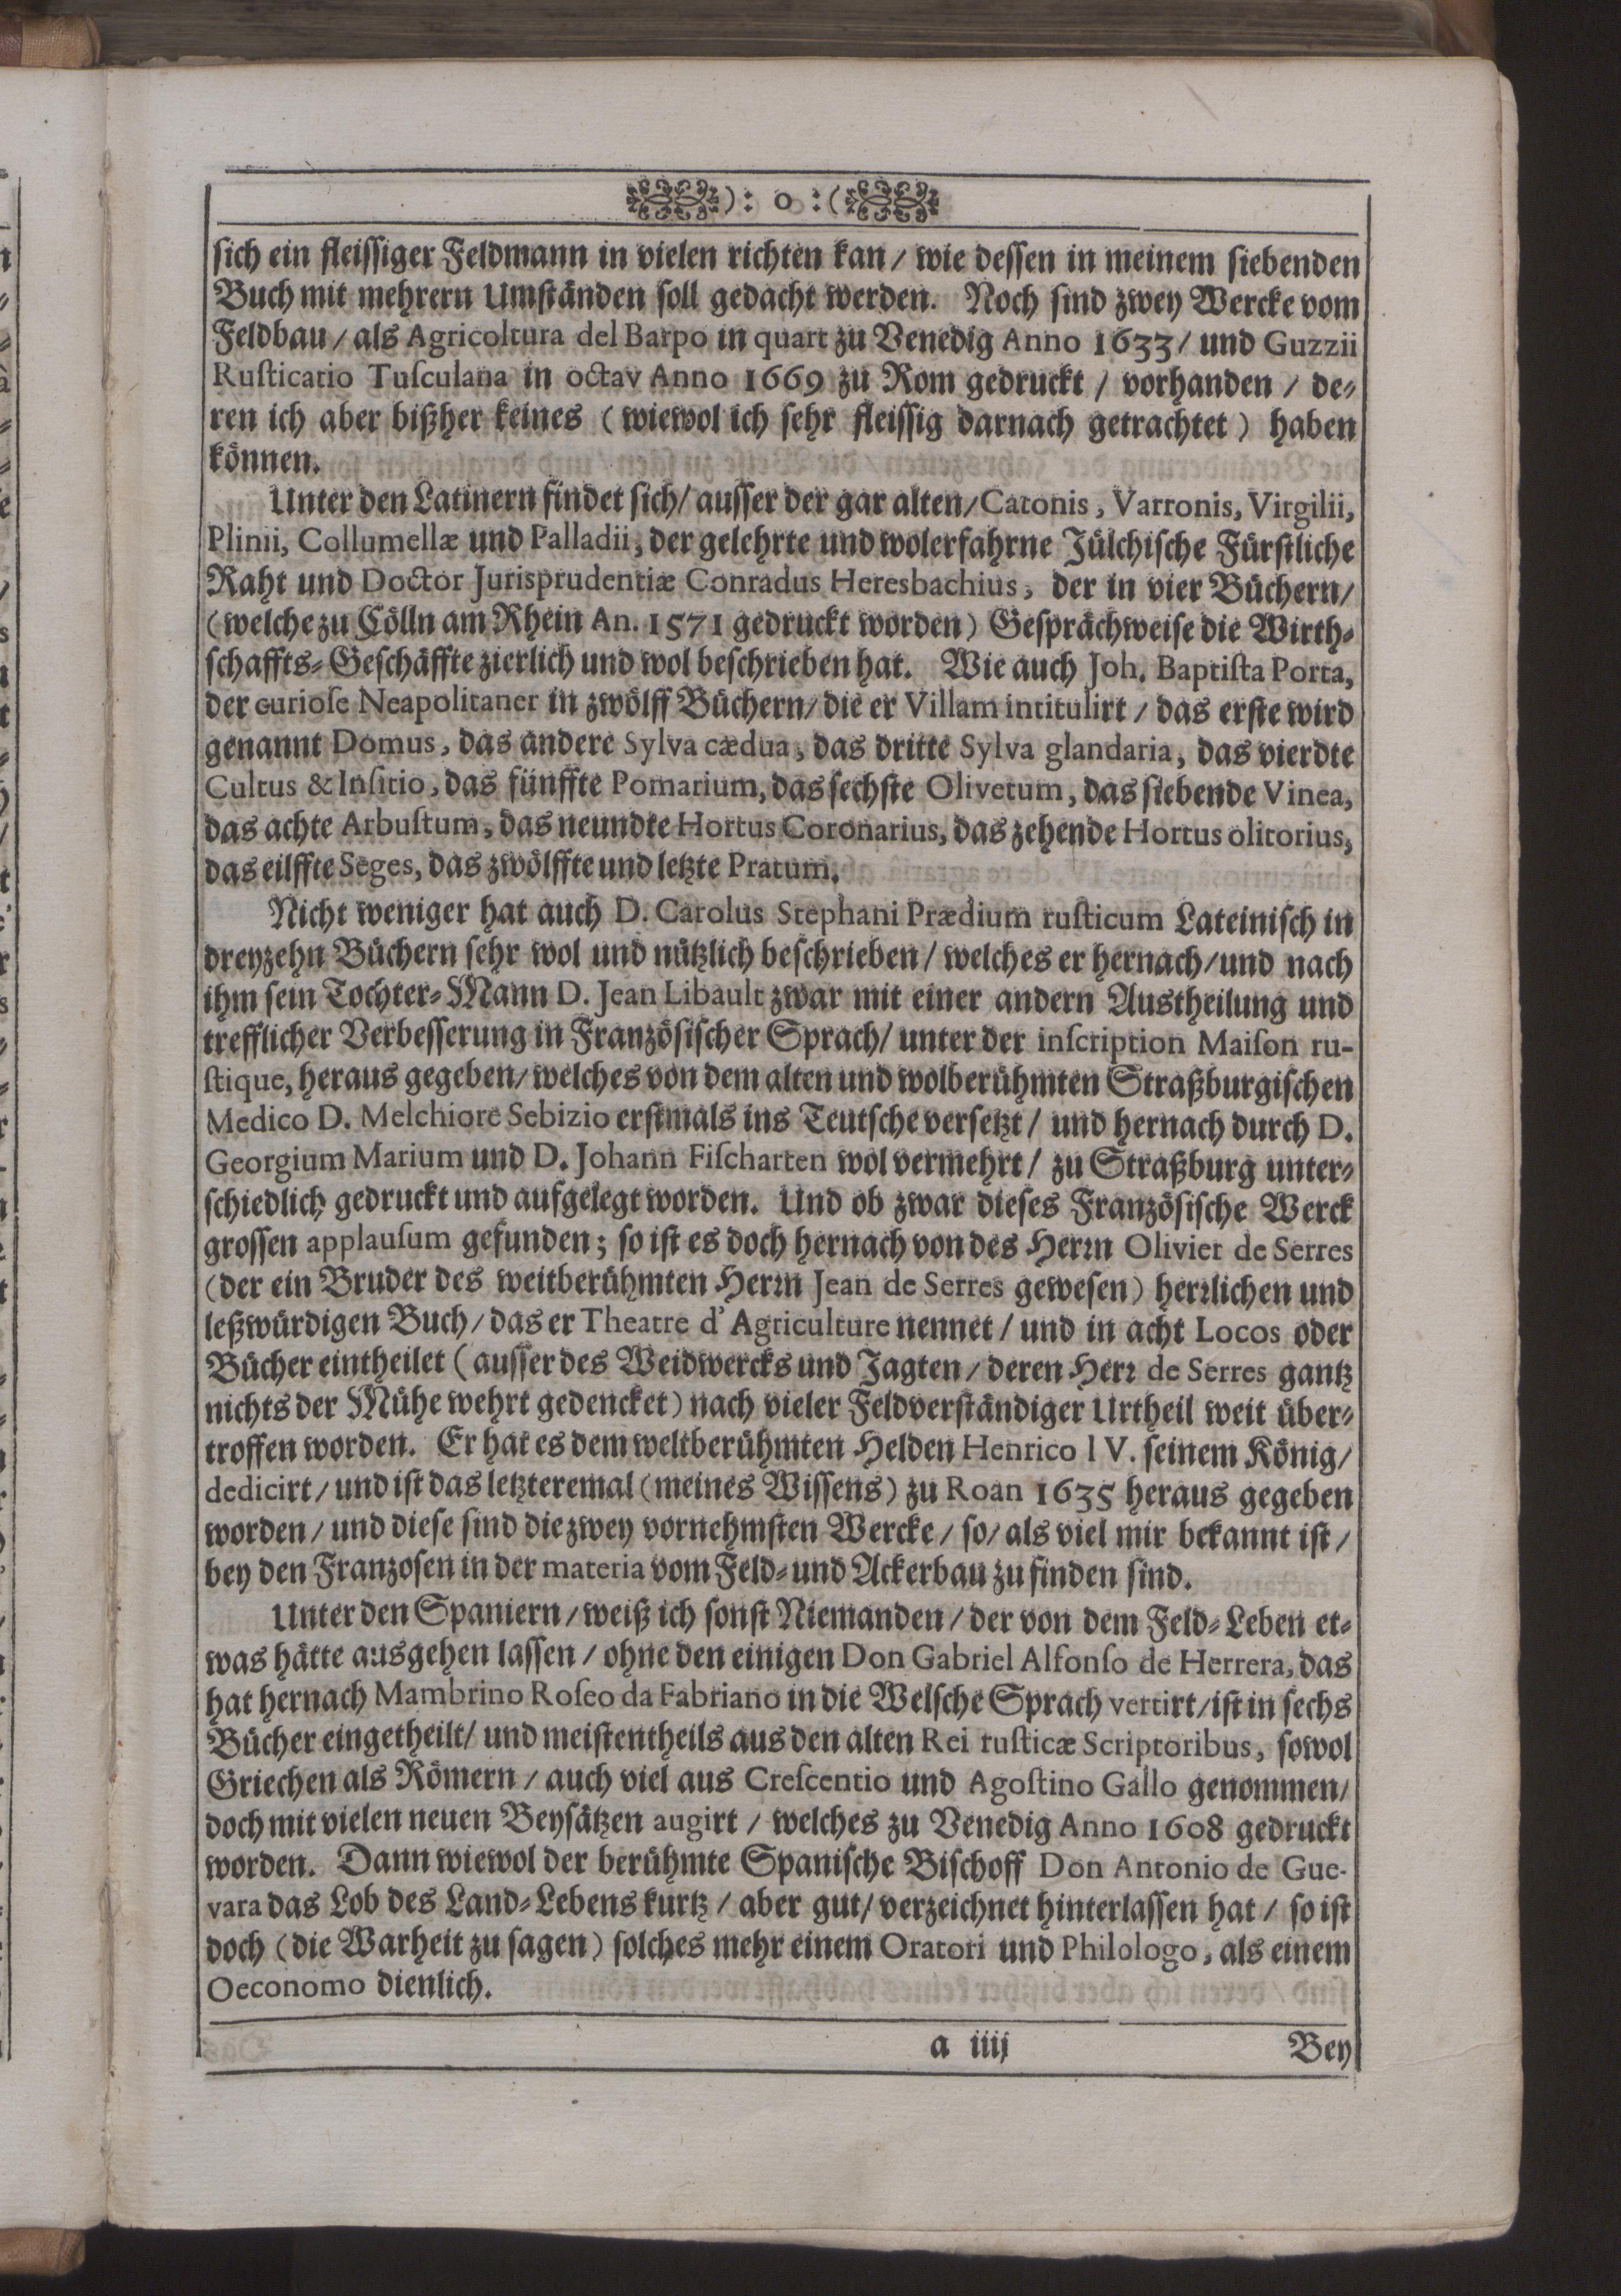 ):o:(
sich ein fleissiger Feldmann in vielen richten kan / wie dessen in meinem siebenden
Buch mit mehrern Umständen soll gedacht werden. Noch sind zwey Wercke vom
Feldbau / als Agricoltura del Barpo in quart zu Venedig Anno 1633 / und Guzzii
Rusticatio Tusculana in octav Anno 1669 zu Rom gedruckt / vorhanden / de-
ren ich aber bißher keines ( wiewol ich sehr fleissig darnach getrachtet ) haben
können.
Unter den Latinern findet sich / ausser der gar alten / Catonis, Varronis, Virgilii,
Plinii, Collumellæ und Palladii, der gelehrte und wolerfahrne Jülchische Fürstliche
Raht und Doctor Jurisprudentiæ Conradus Heresbachius, der in vier Büchern /
(welche zu Cölln am Rhein An. 1571 gedruckt worden) Gesprächweise die Wirth-
schaffts-Geschäffte zierlich und wol beschrieben hat. Wie auch Joh. Baptista Porta,
der curiose Neapolitaner in zwölff Büchern / die er Villam intitulirt / das erste wird
genannt Domus, das andere Sylva cædua, das dritte Sylva glandaria, das vierdte
Cultus & Insitio, das fünffte Pomarium, das sechste Olivetum, das siebende Vinea,
das achte Arbustum, das neundte Hortus Coronarius, das zehende Hortus olitorius,
das eilffte Seges, das zwölffte und letzte Pratum.
Nicht weniger hat auch D. Carolus Stephani Prædium rusticum Lateinisch in
dreyzehn Büchern sehr wol und nützlich beschrieben / welches er hernach / und nach
ihm sein Tochter-Mann D. Jean Libault zwar mit einer andern Austheilung und
trefflicher Verbesserung in Französischer Sprach / unter der inscription Maison ru-
stique, heraus gegeben / welches von dem alten und wolberühmten Straßburgischen
Medico D. Melchiore Sebizio erstmals ins Teutsche versetzt / und hernach durch D.
Georgium Marium und D. Johann Fischarten wol vermehrt / zu Straßburg unter-
schiedlich gedruckt und aufgelegt worden. Und ob zwar dieses Französische Werck
grossen applausum gefunden; so ist es doch hernach von des Herrn Olivier de Serres
(der ein Bruder des weitberühmten Herrn Jean de Serres gewesen) herrlichen und
leßwürdigen Buch / das er Theatre d'Agriculture nennet / und in acht Locos oder
Bücher eintheilet (ausser des Weidwercks und Jagten / deren Herr de Serres gantz
nichts der Mühe wehrt gedencket) nach vieler Feldverständiger Urtheil weit über-
troffen worden. Er hat es dem weltberühmten Helden Henrico IV. seinem König /
dedicirt / und ist das letzteremal (meines Wissens) zu Roan 1635 heraus gegeben
worden / und diese sind die zwey vornehmsten Wercke / so / als viel mir bekannt ist /
bey den Franzosen in der materia vom Feld- und Ackerbau zu finden sind.
Unter den Spaniern / weiß ich sonst Niemanden / der von dem Feld-Leben et-
was hätte ausgehen lassen / ohne den einigen Don Gabriel Alfonso de Herrera, das
hat hernach Mambrino Roseo da Fabriano in die Welsche Sprach vertirt / ist in sechs
Bücher eingetheilt / und meistentheils aus den alten Rei rusticæ Scriptoribus, sowol
Griechen als Römern / auch viel aus Crescentio und Agostino Gallo genommen /
doch mit vielen neuen Beysätzen augirt / welches zu Venedig Anno 1608 gedruckt
worden. Dann wiewol der berühmte Spanische Bischoff Don Antonio de Gue-
vara das Lob des Land-Lebens kurtz / aber gut / verzeichnet hinterlassen hat / so ist
doch (die Warheit zu sagen) solches mehr einem Oratori und Philologo, als einem
Oeconomo dienlich.
a iiij Bey